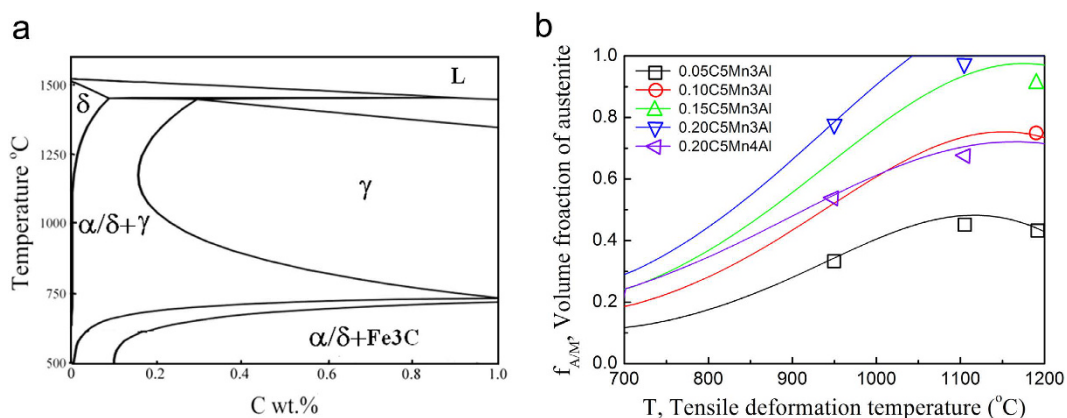 a
1500
1250
1000
750
500
0
0.2
0.4
0.6
0.8
1.0
Temperature °C
C wt.%
L
δ
γ
α/δ+γ
α/δ+Fe3C
b
1.0
0.8
0.6
0.4
0.2
0.0
700
800
900
1000
1100
1200
f_A/M, Volume froaction of austenite
T, Tensile deformation temperature (°C)
0.05C5Mn3Al
0.10C5Mn3Al
0.15C5Mn3Al
0.20C5Mn3Al
0.20C5Mn4Al